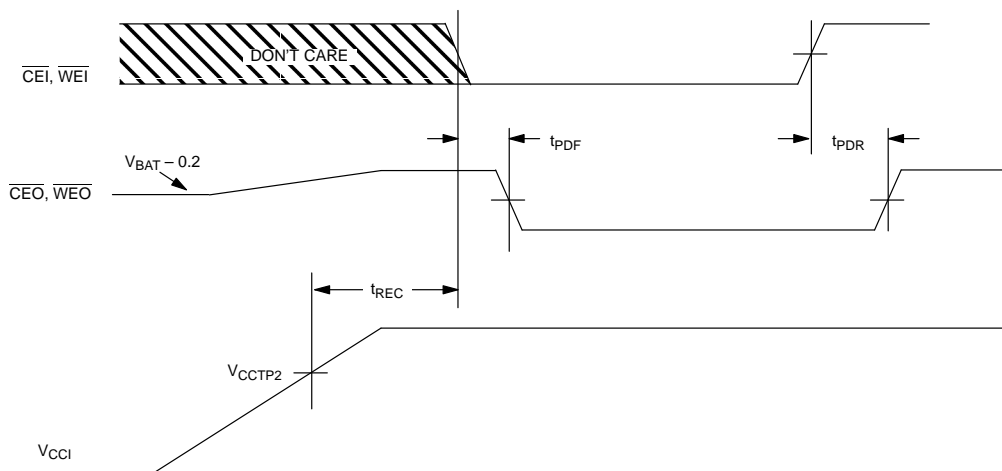 DON'T CARE
CEI, WEI
tPDF
tPDR
VBAT – 0.2
CEO, WEO
tREC
VCCTP2
VCCI